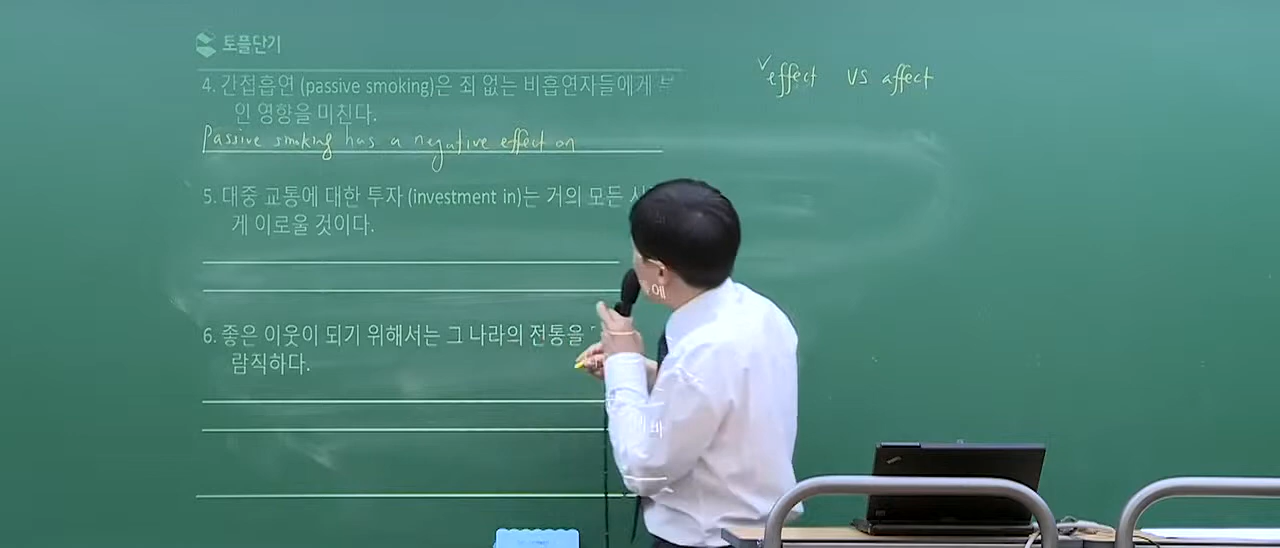 토플단기
4. 간접흡연 (passive smoking)은 죄 없는 비흡연자들에게
인 영향을 미친다.
Passive smoking has a negative effect on
effect vs affect
5. 대중 교통에 대한 투자 (investment in)는 거의 모든
게 이로울 것이다.
6. 좋은 이웃이 되기 위해서는 그 나라의 전통을
람직하다.